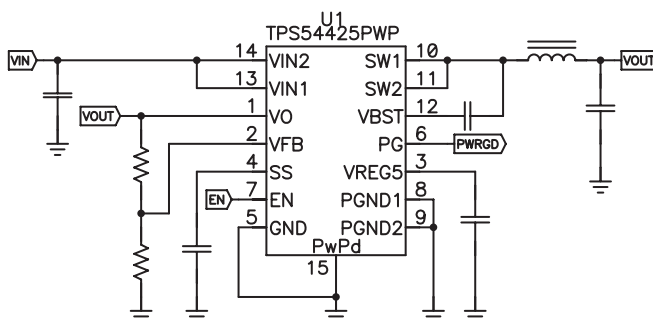 U1
TPS54425PWP
VIN
14 VIN2 SW1 10
13 VIN1 SW2 11
VOUT
VOUT 1 VO VBST 12
2 VFB PG 6 PWRGD
4 SS VREG5 3
EN 7 EN PGND1 8
5 GND PGND2 9
PwPd
15